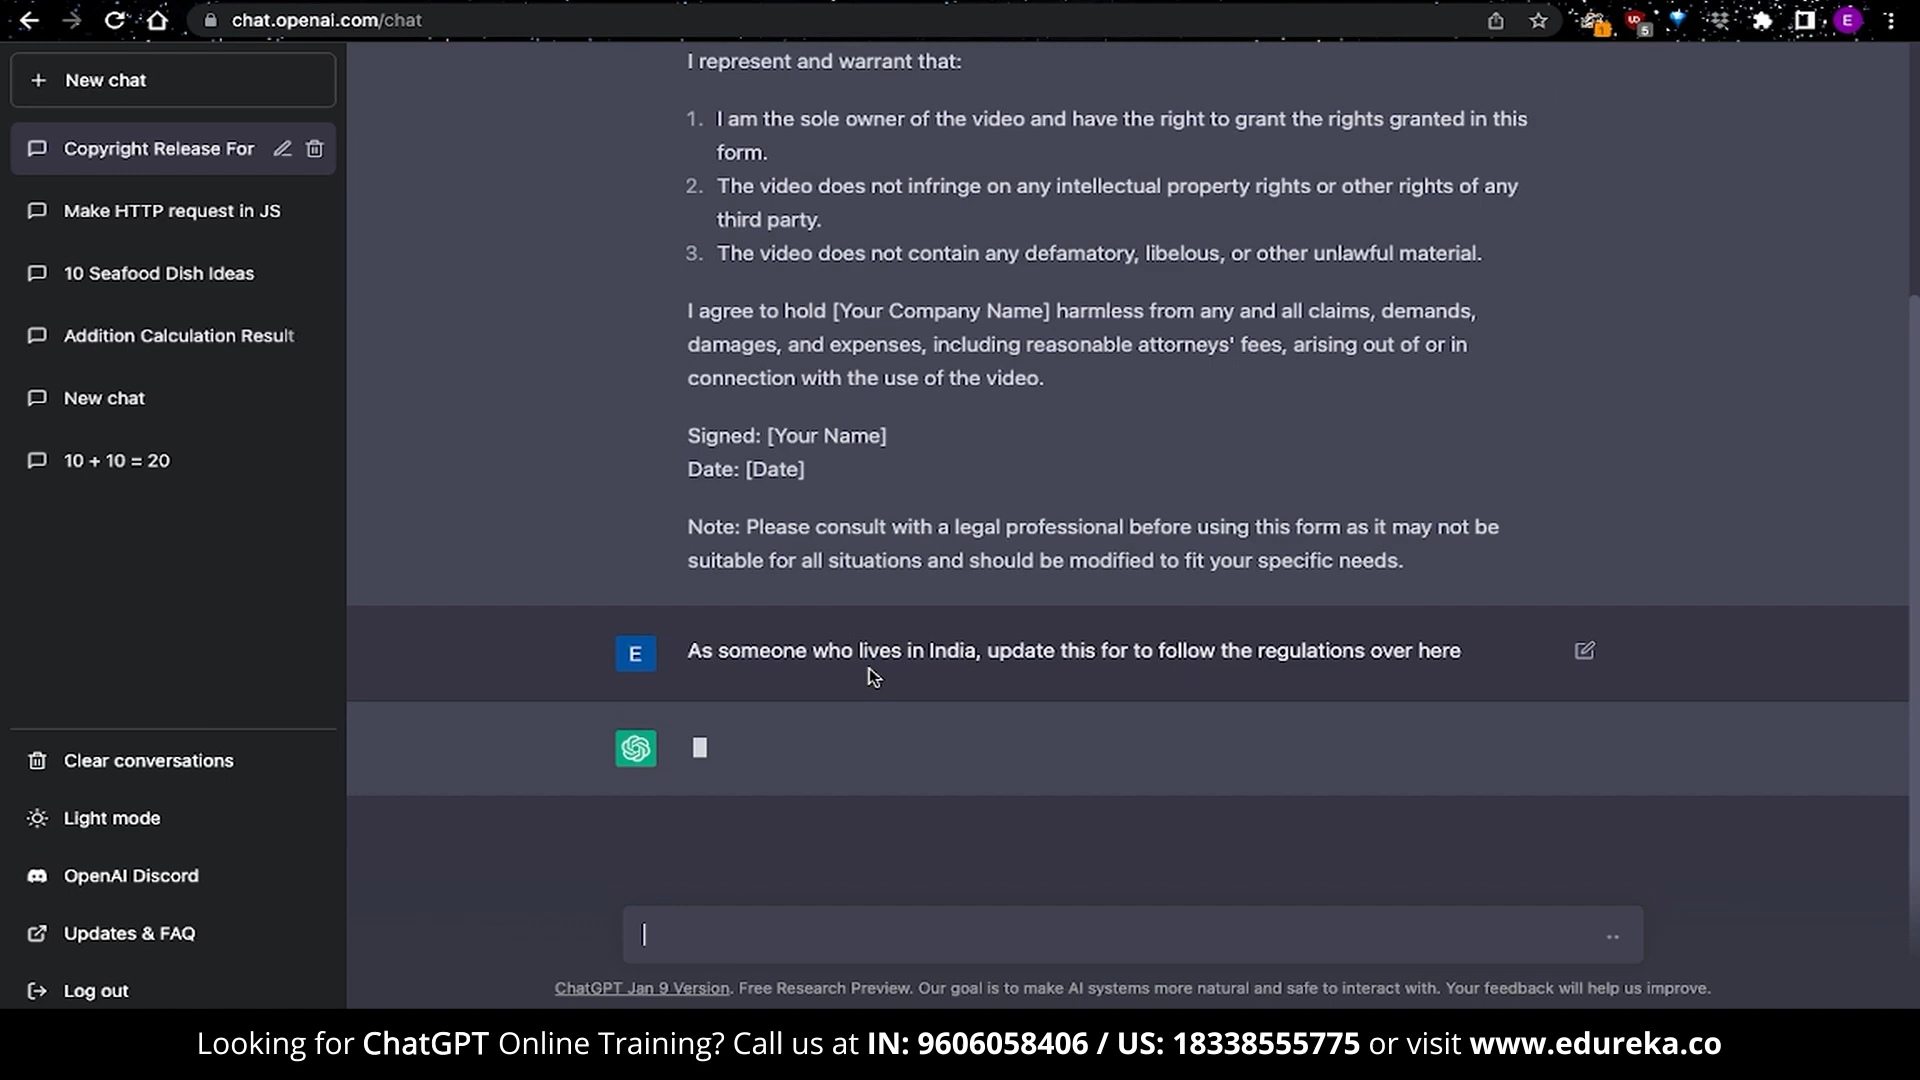 chat.openai.com/chat
1
5
E
New chat
Copyright Release For
Make HTTP request in JS
10 Seafood Dish Ideas
Addition Calculation Result
New chat
10 + 10 = 20
Clear conversations
Light mode
OpenAI Discord
Updates & FAQ
Log out
I represent and warrant that:
1. I am the sole owner of the video and have the right to grant the rights granted in this
form.
2. The video does not infringe on any intellectual property rights or other rights of any
third party.
3. The video does not contain any defamatory, libelous, or other unlawful material.
I agree to hold [Your Company Name] harmless from any and all claims, demands,
damages, and expenses, including reasonable attorneys' fees, arising out of or in
connection with the use of the video.
Signed: [Your Name]
Date: [Date]
Note: Please consult with a legal professional before using this form as it may not be
suitable for all situations and should be modified to fit your specific needs.
E
As someone who lives in India, update this for to follow the regulations over here
ChatGPT Jan 9 Version. Free Research Preview. Our goal is to make AI systems more natural and safe to interact with. Your feedback will help us improve.
Looking for ChatGPT Online Training? Call us at IN: 9606058406 / US: 18338555775 or visit www.edureka.co